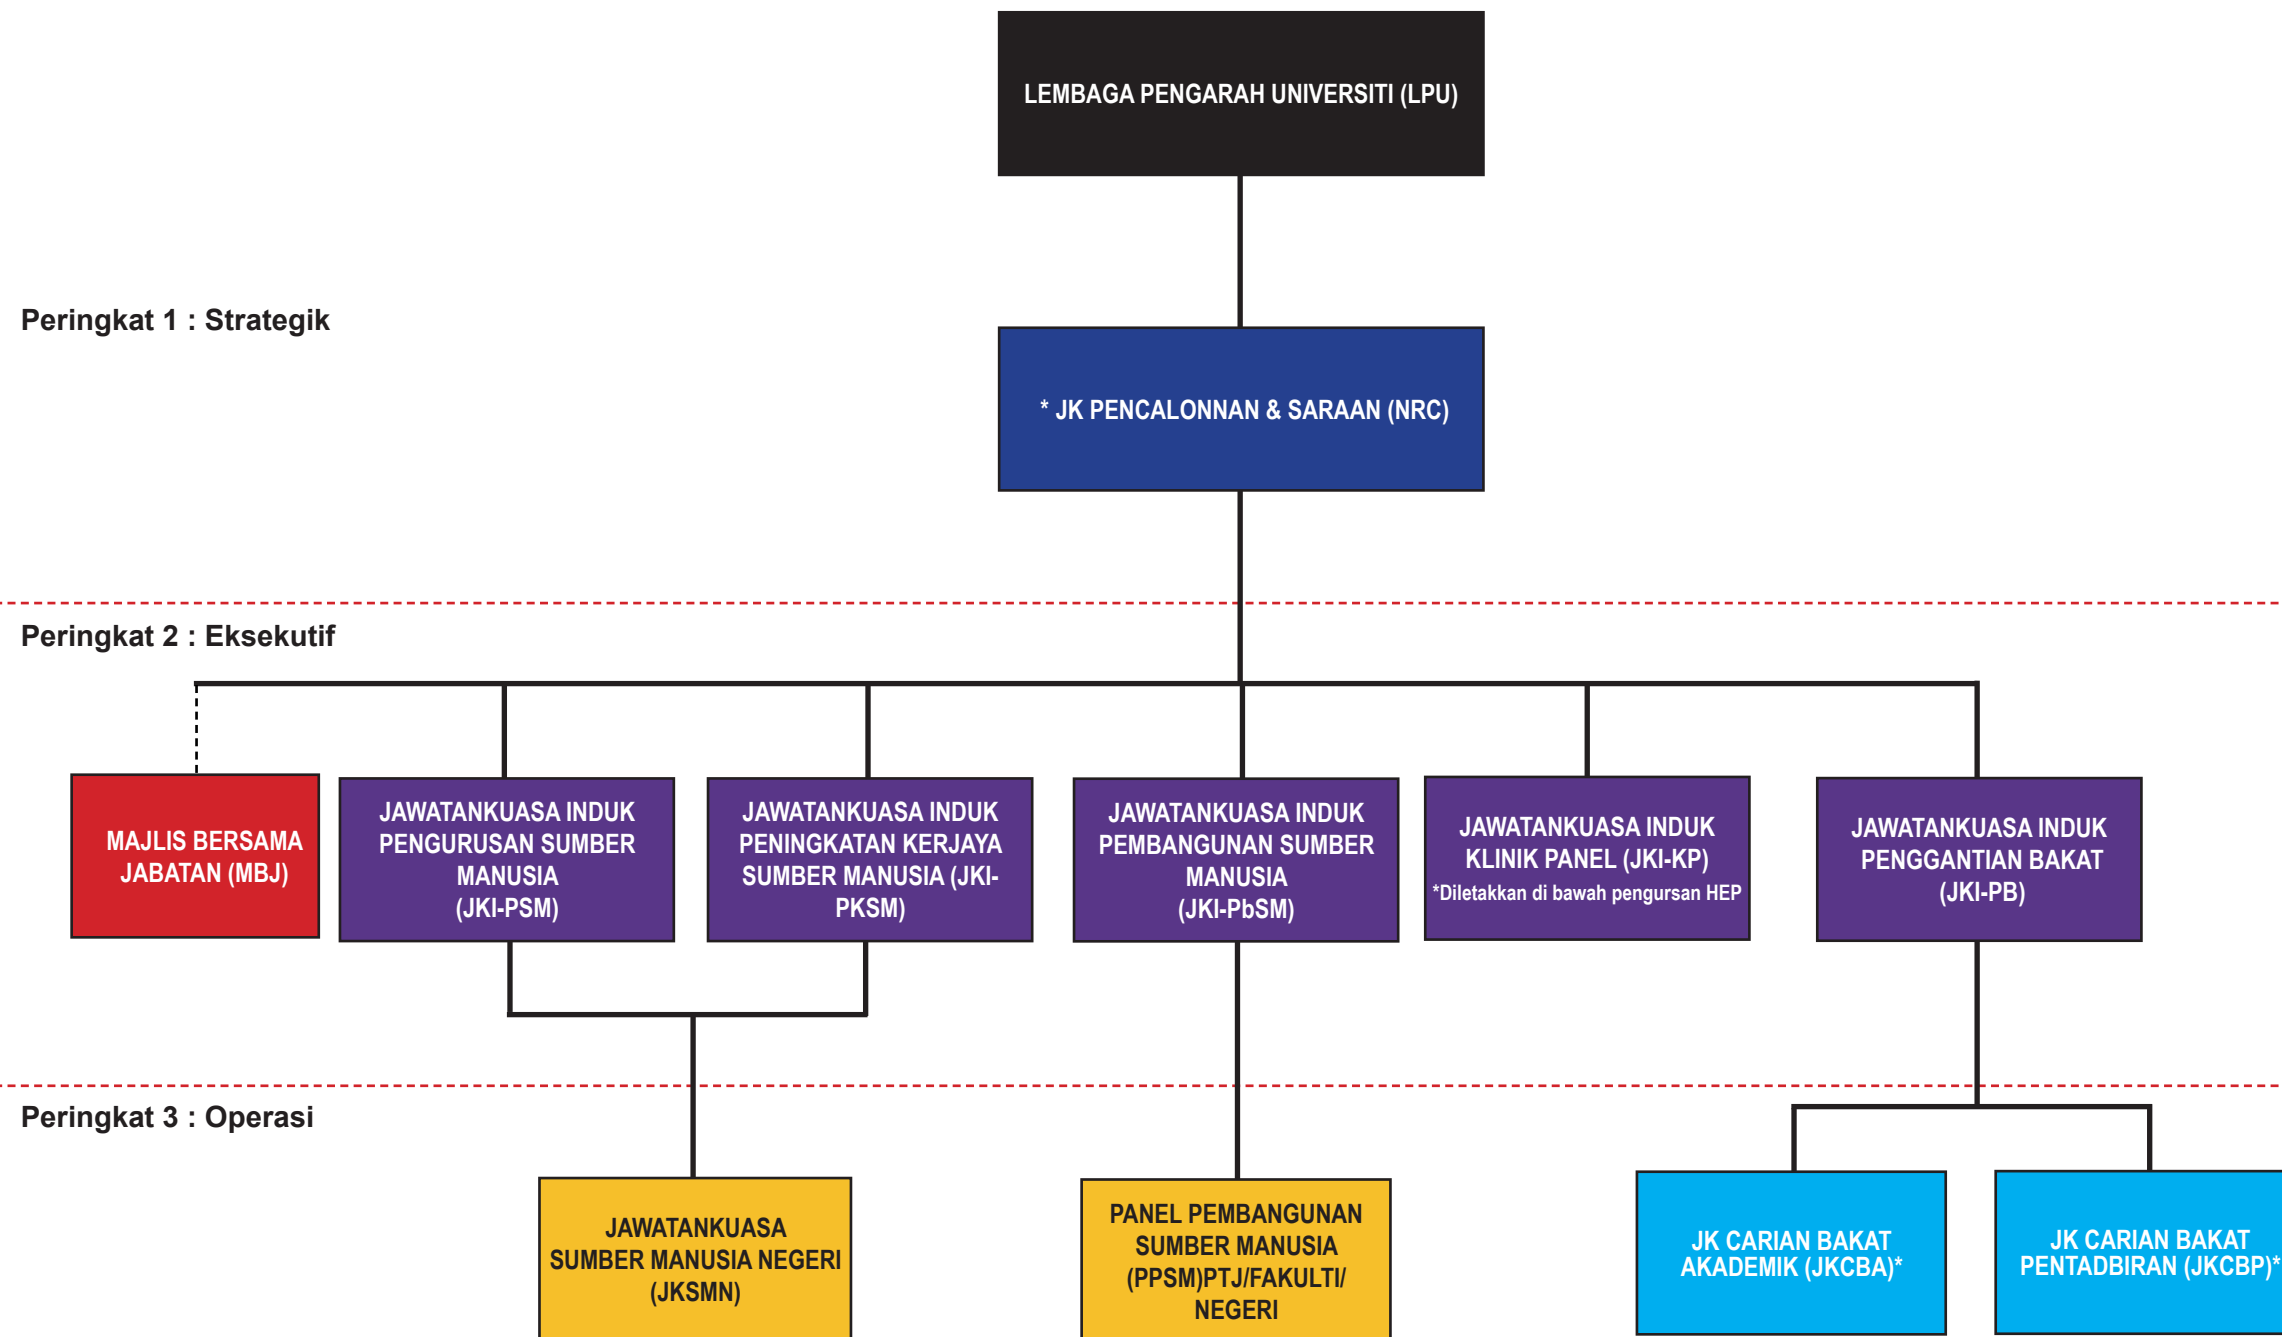 LEMBAGA PENGARAH UNIVERSITI (LPU)
Peringkat 1 : Strategik
* JK PENCALONNAN & SARAAN (NRC)
Peringkat 2 : Eksekutif
MAJLIS BERSAMA
JABATAN (MBJ)
JAWATANKUASA INDUK
PENGURUSAN SUMBER
MANUSIA
(JKI-PSM)
JAWATANKUASA INDUK
PENINGKATAN KERJAYA
SUMBER MANUSIA (JKI-
PKSM)
JAWATANKUASA INDUK
PEMBANGUNAN SUMBER
MANUSIA
(JKI-PbSM)
JAWATANKUASA INDUK
KLINIK PANEL (JKI-KP)
*Diletakkan di bawah pengursan HEP
JAWATANKUASA INDUK
PENGGANTIAN BAKAT
(JKI-PB)
Peringkat 3 : Operasi
JAWATANKUASA
SUMBER MANUSIA NEGERI
(JKSMN)
PANEL PEMBANGUNAN
SUMBER MANUSIA
(PPSM)PTJ/FAKULTI/
NEGERI
JK CARIAN BAKAT
AKADEMIK (JKCBA)*
JK CARIAN BAKAT
PENTADBIRAN (JKCBP)*